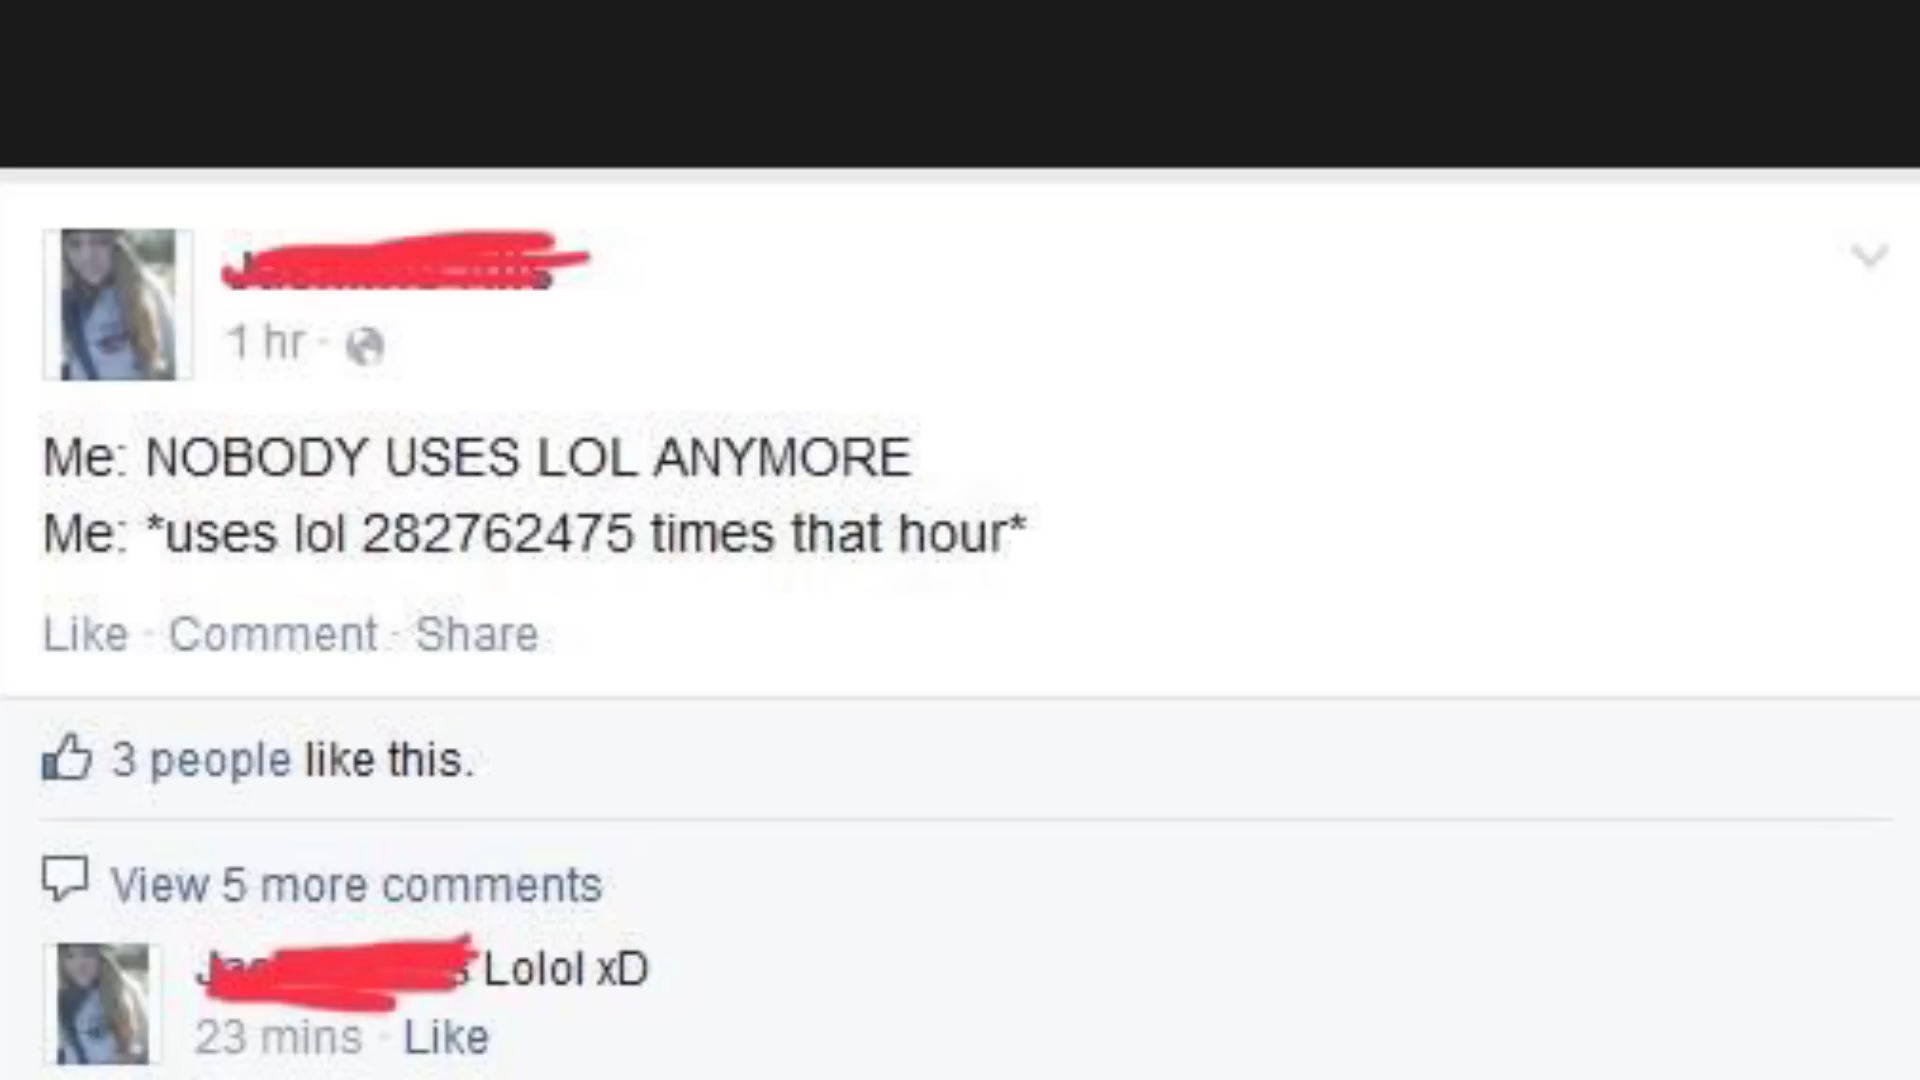 1 hr ·
Me: NOBODY USES LOL ANYMORE
Me: *uses lol 282762475 times that hour*
Like · Comment · Share
3 people like this.
View 5 more comments
Lolol xD
23 mins · Like